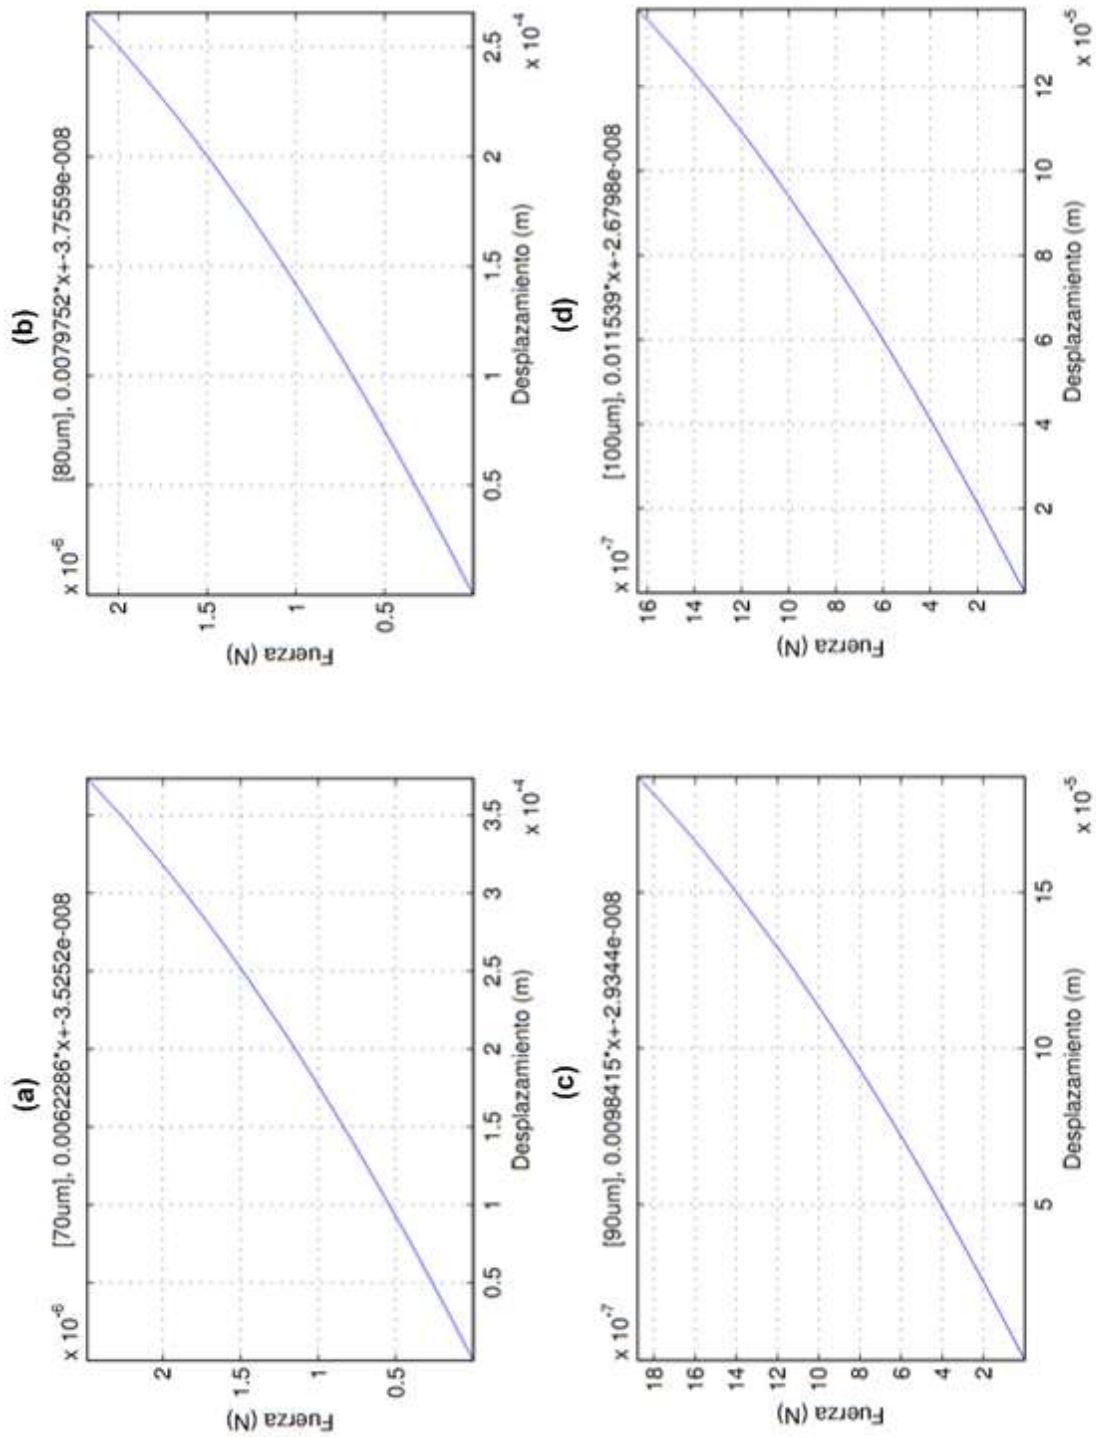 (a)
x 10-6
[70um], 0.0062286*x+-3.5252e-008
2
1.5
1
0.5
Fuerza (N)
0.5
1
1.5
2
2.5
3
3.5
x 10-4
Desplazamiento (m)
(b)
x 10-6
[80um], 0.0079752*x+-3.7559e-008
2
1.5
1
0.5
Fuerza (N)
0.5
1
1.5
2
2.5
x 10-4
Desplazamiento (m)
(c)
x 10-7
[90um], 0.0098415*x+-2.9344e-008
18
16
14
12
10
8
6
4
2
Fuerza (N)
5
10
15
x 10-5
Desplazamiento (m)
(d)
x 10-7
[100um], 0.011539*x+-2.6798e-008
16
14
12
10
8
6
4
2
Fuerza (N)
2
4
6
8
10
12
x 10-5
Desplazamiento (m)